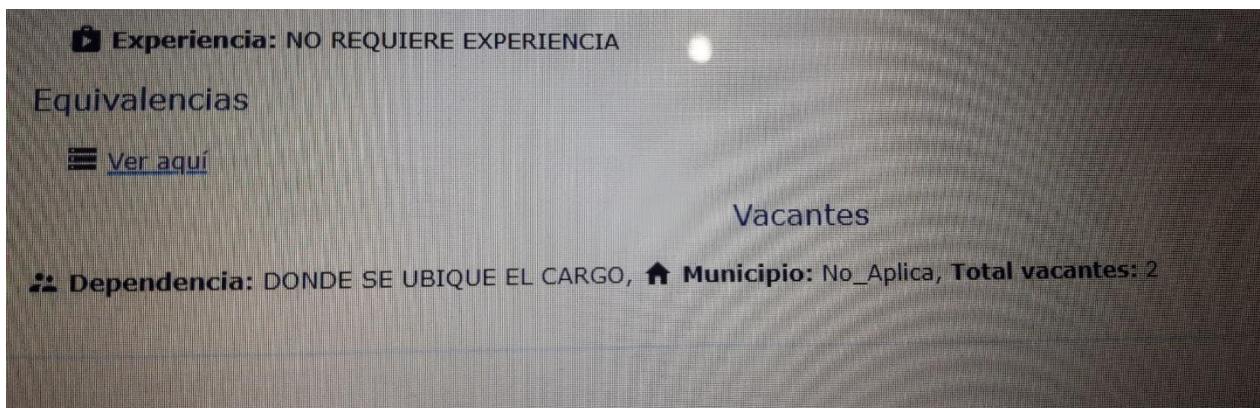 Experiencia: NO REQUIERE EXPERIENCIA
Equivalencias
Ver aquí
Vacantes
Dependencia: DONDE SE UBIQUE EL CARGO, Municipio: No_Aplica, Total vacantes: 2